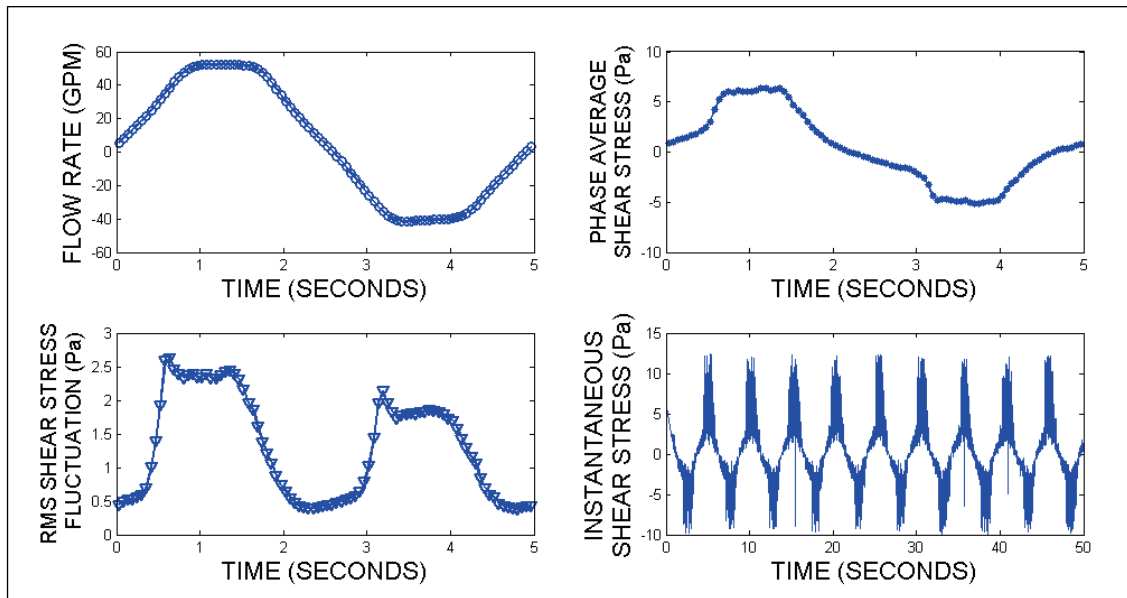 60
40
20
0
-20
-40
-60
FLOW RATE (GPM)
0 1 2 3 4 5
TIME (SECONDS)
10
5
0
-5
-10
PHASE AVERAGE
SHEAR STRESS (Pa)
0 1 2 3 4 5
TIME (SECONDS)
3
2.5
2
1.5
1
0.5
0
RMS SHEAR STRESS
FLUCTUATION (Pa)
0 1 2 3 4 5
TIME (SECONDS)
15
10
5
0
-5
-10
INSTANTANEOUS
SHEAR STRESS (Pa)
0 10 20 30 40 50
TIME (SECONDS)